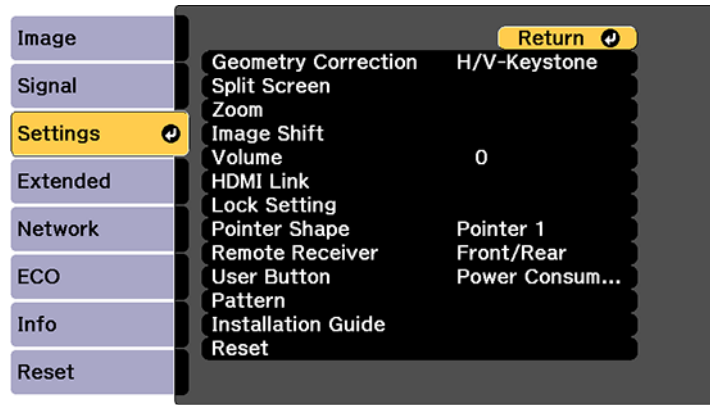 Image
Signal
Settings
Extended
Network
ECO
Info
Reset
Return
Geometry Correction H/V-Keystone
Split Screen
Zoom
Image Shift
Volume 0
HDMI Link
Lock Setting
Pointer Shape Pointer 1
Remote Receiver Front/Rear
User Button Power Consum...
Pattern
Installation Guide
Reset